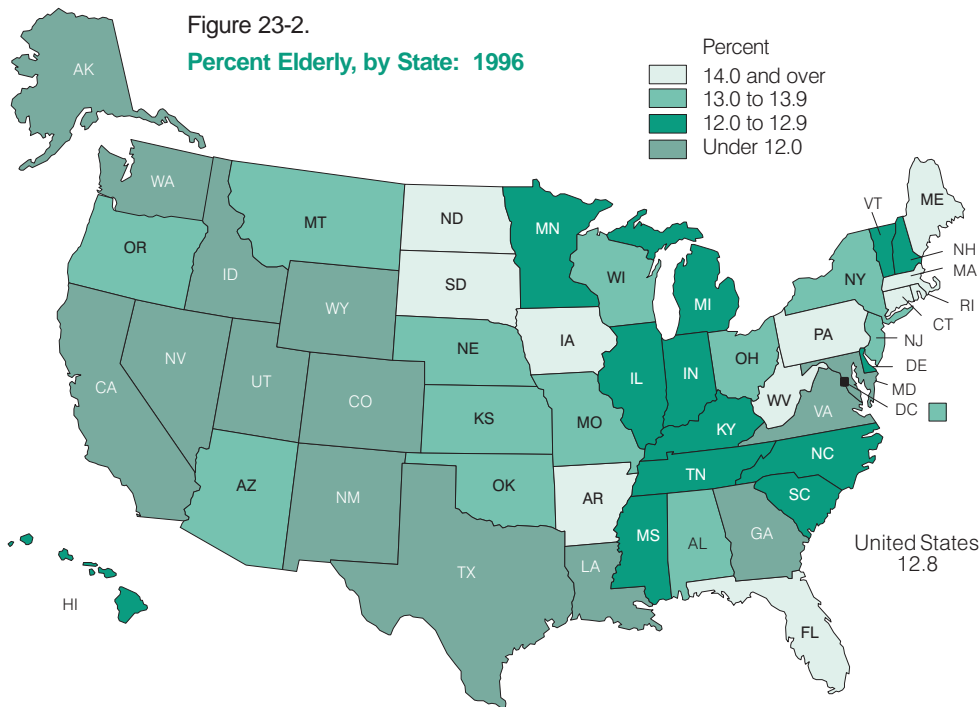 Figure 23-2.
Percent Elderly, by State: 1996
Percent
14.0 and over
13.0 to 13.9
12.0 to 12.9
Under 12.0
AK
WA
MT
ND
MN
VT
ME
OR
ID
SD
WI
MI
NY
NH
MA
RI
CT
WY
IA
PA
NJ
NE
OH
DE
NV
IL
IN
MD
CA
UT
CO
WV
DC
VA
KS
MO
KY
NC
TN
AZ
NM
OK
AR
SC
MS
AL
GA
United States
12.8
TX
LA
HI
FL